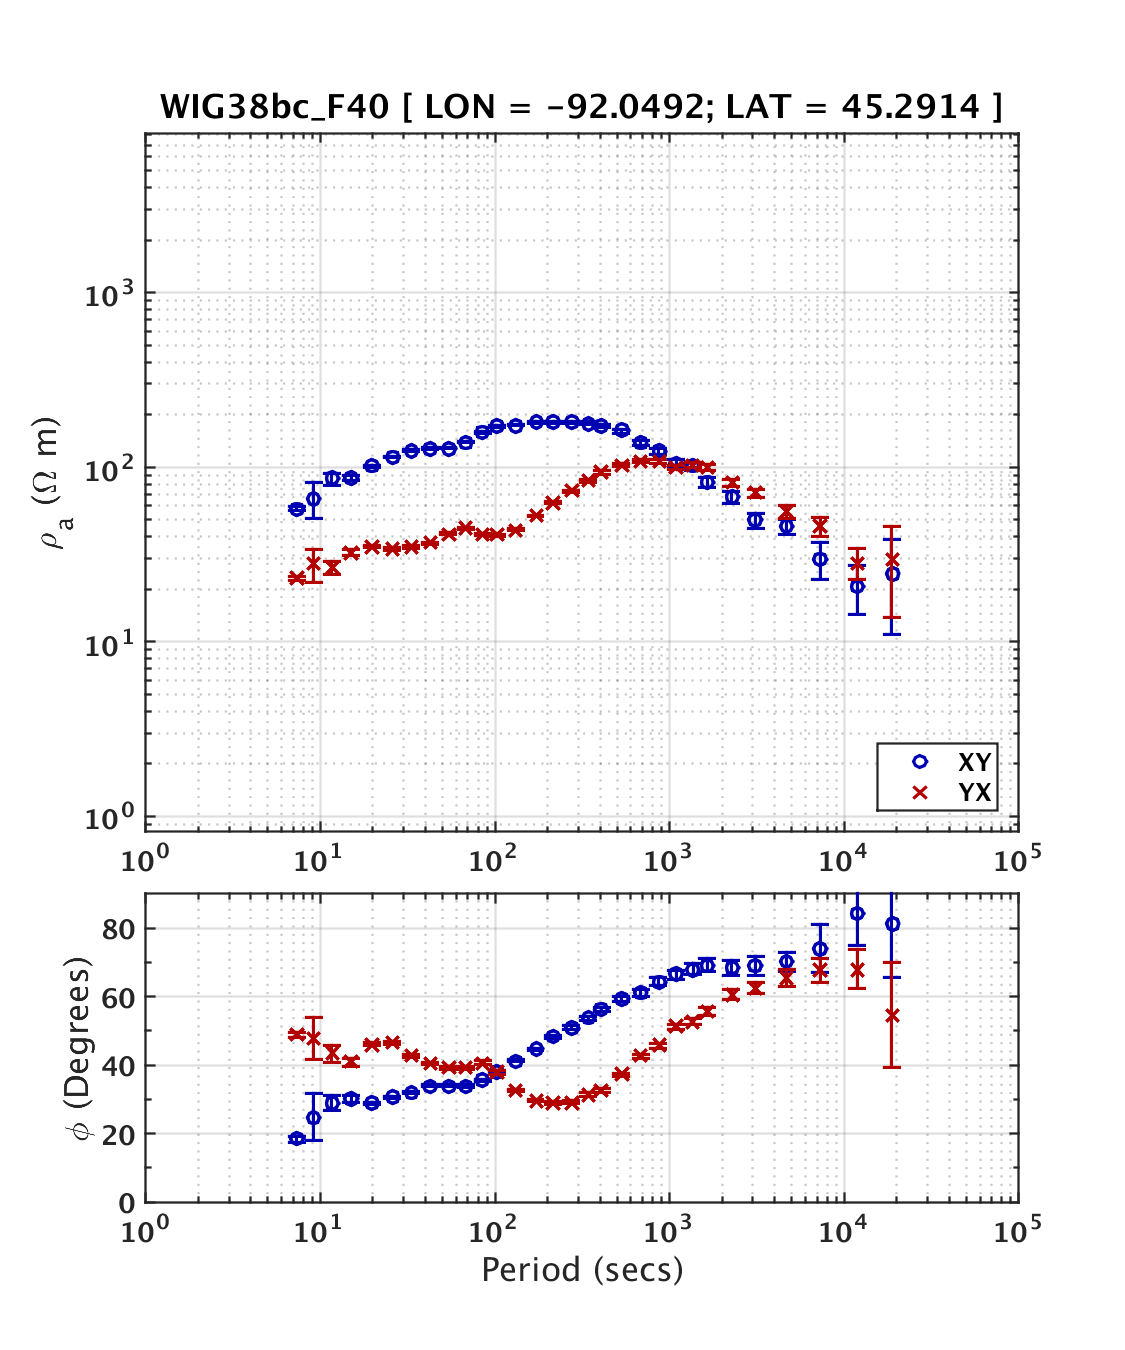 WIG38bc_F40 [ LON = -92.0492; LAT = 45.2914 ]
10³
10²
10¹
10⁰
ρₐ (Ω m)
XY
YX
10⁰ 10¹ 10² 10³ 10⁴ 10⁵
80
60
40
20
0
ϕ (Degrees)
10⁰ 10¹ 10² 10³ 10⁴ 10⁵
Period (secs)